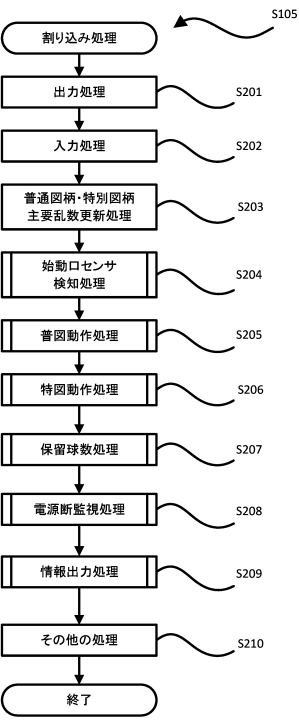 割り込み処理
S105
出力処理
S201
入力処理
S202
普通図柄・特別図柄
主要乱数更新処理
S203
始動口センサ
検知処理
S204
普図動作処理
S205
特図動作処理
S206
保留球数処理
S207
電源断監視処理
S208
情報出力処理
S209
その他の処理
S210
終了